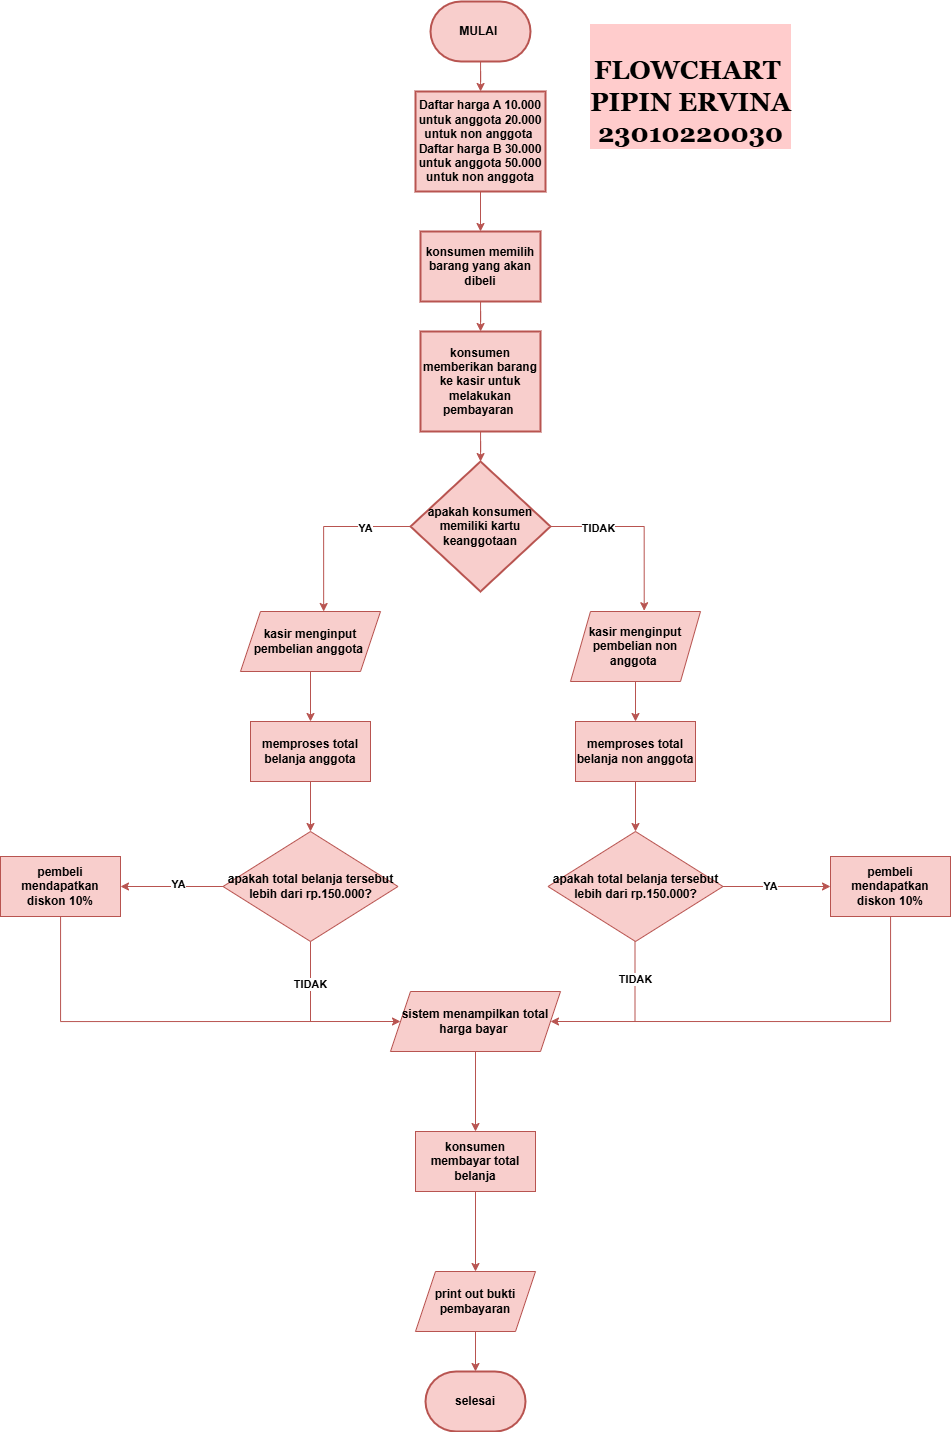 MULAI
FLOWCHART
PIPIN ERVINA
23010220030
Daftar harga A 10.000
untuk anggota 20.000
untuk non anggota
Daftar harga B 30.000
untuk anggota 50.000
untuk non anggota
konsumen memilih
barang yang akan
dibeli
konsumen
memberikan barang
ke kasir untuk
melakukan
pembayaran
apakah konsumen
memiliki kartu
keanggotaan
YA
TIDAK
kasir menginput
pembelian anggota
kasir menginput
pembelian non
anggota
memproses total
belanja anggota
memproses total
belanja non anggota
pembeli
mendapatkan
diskon 10%
YA
apakah total belanja tersebut
lebih dari rp.150.000?
apakah total belanja tersebut
lebih dari rp.150.000?
YA
pembeli
mendapatkan
diskon 10%
TIDAK
TIDAK
sistem menampilkan total
harga bayar
konsumen
membayar total
belanja
print out bukti
pembayaran
selesai